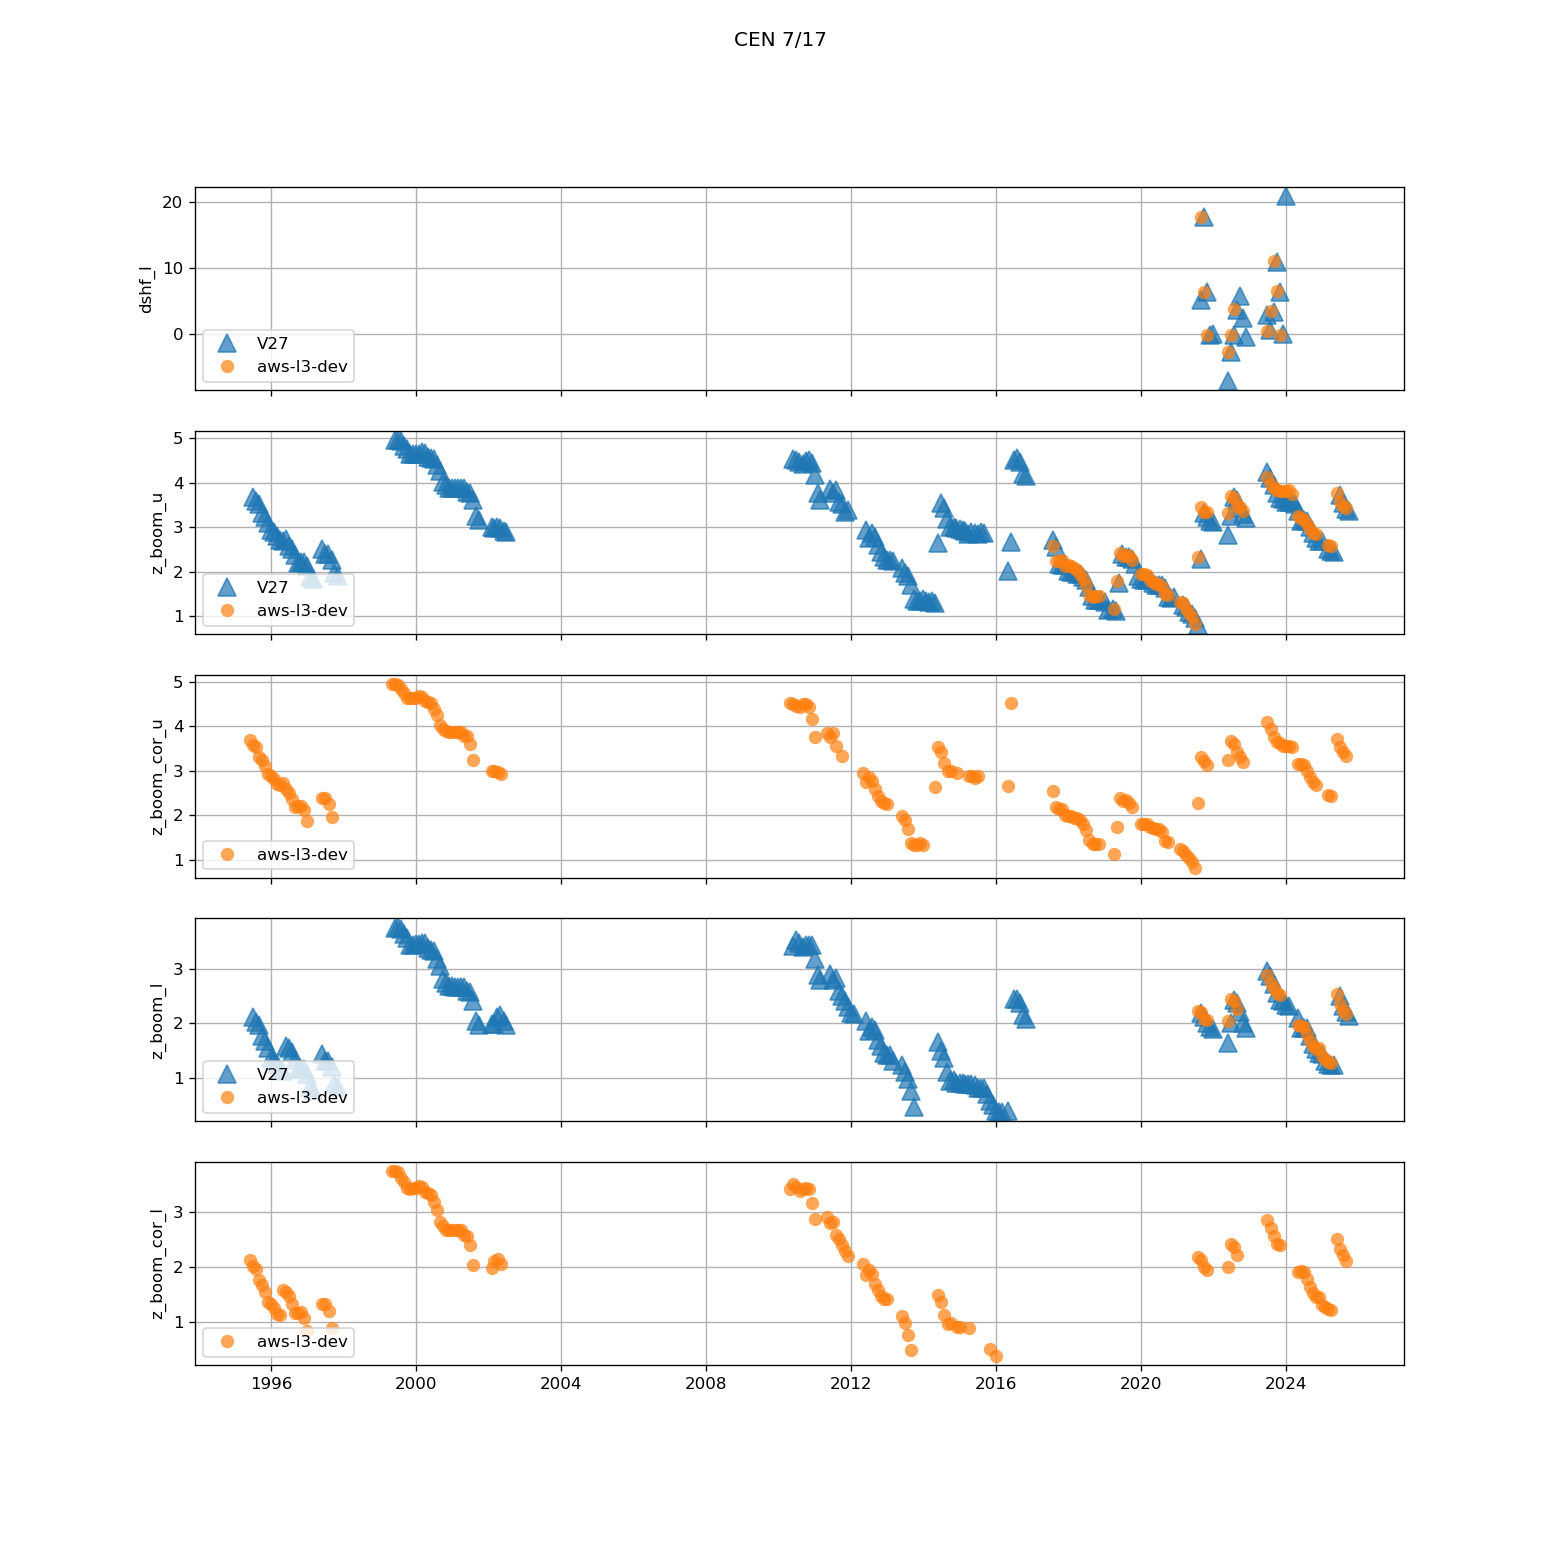 CEN 7/17
dshf_l
20
10
0
V27
aws-l3-dev
z_boom_u
5
4
3
2
1
V27
aws-l3-dev
z_boom_cor_u
5
4
3
2
1
aws-l3-dev
z_boom_l
3
2
1
V27
aws-l3-dev
z_boom_cor_l
3
2
1
aws-l3-dev
1996 2000 2004 2008 2012 2016 2020 2024